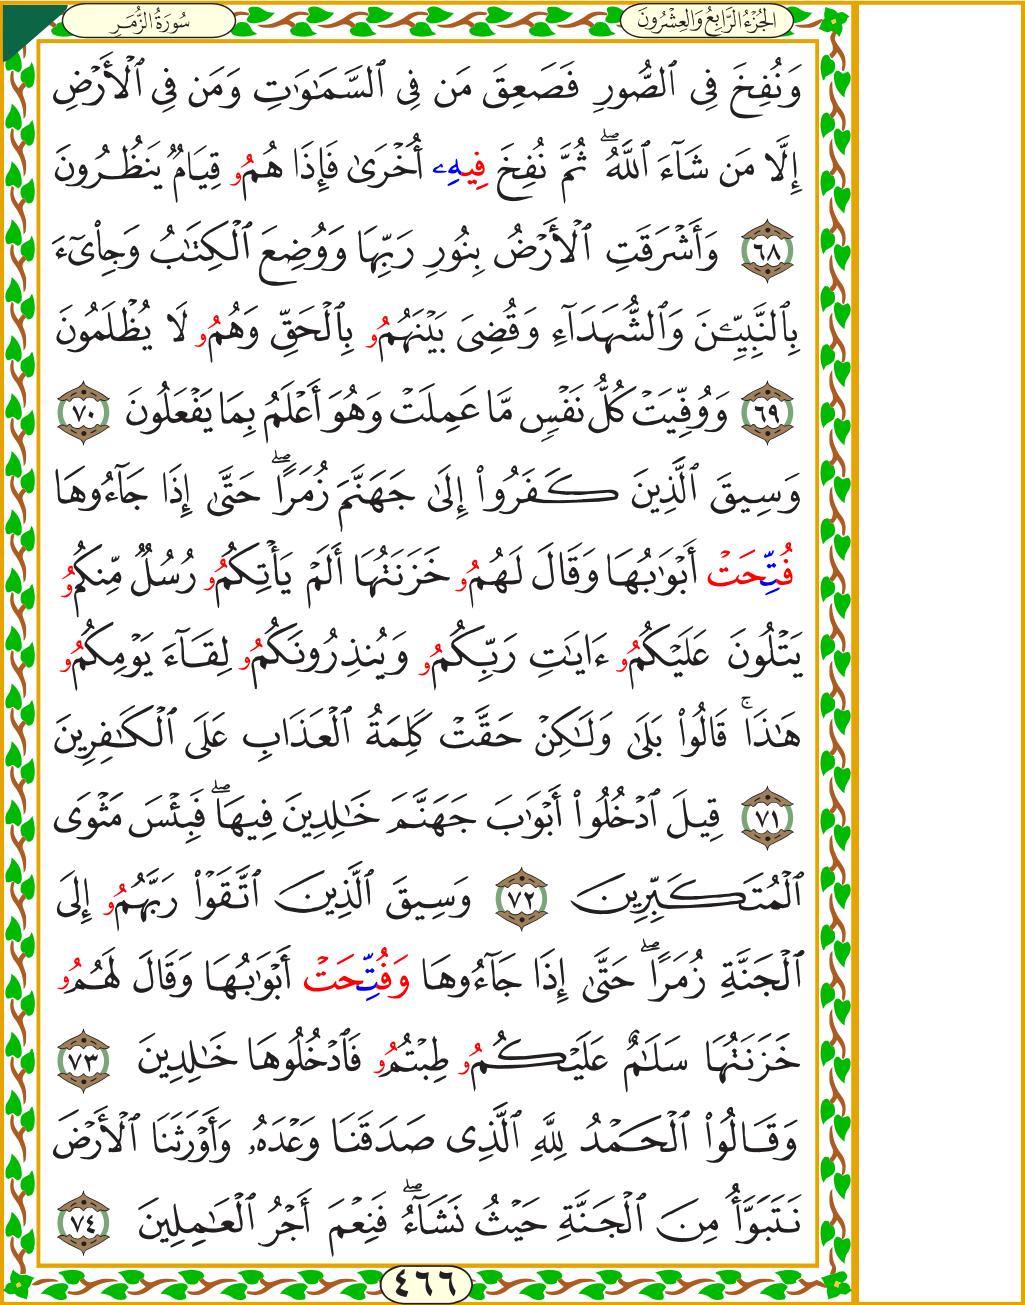 الجُزْءُ الرَّابِعُ وَالعِشْرُونَ
سُورَةُ الزُّمَرِ
وَنُفِخَ فِى ٱلصُّورِ فَصَعِقَ مَن فِى ٱلسَّمَٰوَٰتِ وَمَن فِى ٱلْأَرْضِ
إِلَّا مَن شَآءَ ٱللَّهُ ۖ ثُمَّ نُفِخَ فِيهِۦ أُخْرَىٰ فَإِذَا هُمُۥ قِيَامٌۭ يَنظُرُونَ
٦٨ وَأَشْرَقَتِ ٱلْأَرْضُ بِنُورِ رَبِّهَا وَوُضِعَ ٱلْكِتَٰبُ وَجِا۟ىٓءَ
بِٱلنَّبِيِّـۧنَ وَٱلشُّهَدَآءِ وَقُضِىَ بَيْنَهُمُۥ بِٱلْحَقِّ وَهُمُۥ لَا يُظْلَمُونَ
٦٩ وَوُفِّيَتْ كُلُّ نَفْسٍۢ مَّا عَمِلَتْ وَهُوَ أَعْلَمُ بِمَا يَفْعَلُونَ ٧٠
وَسِيقَ ٱلَّذِينَ كَفَرُوا۟ إِلَىٰ جَهَنَّمَ زُمَرًا ۖ حَتَّىٰٓ إِذَا جَآءُوهَا
فُتِّحَتْ أَبْوَٰبُهَا وَقَالَ لَهُمُۥ خَزَنَتُهَا أَلَمْ يَأْتِكُمُۥ رُسُلٌۭ مِّنكُمُۥ
يَتْلُونَ عَلَيْكُمُۥ ءَايَٰتِ رَبِّكُمُۥ وَيُنذِرُونَكُمُۥ لِقَآءَ يَوْمِكُمُۥ
هَٰذَا ۚ قَالُوا۟ بَلَىٰ وَلَٰكِنْ حَقَّتْ كَلِمَةُ ٱلْعَذَابِ عَلَى ٱلْكَٰفِرِينَ
٧١ قِيلَ ٱدْخُلُوٓا۟ أَبْوَٰبَ جَهَنَّمَ خَٰلِدِينَ فِيهَا ۖ فَبِئْسَ مَثْوَى
ٱلْمُتَكَبِّرِينَ ٧٢ وَسِيقَ ٱلَّذِينَ ٱتَّقَوْا۟ رَبَّهُمُۥ إِلَى
ٱلْجَنَّةِ زُمَرًا ۖ حَتَّىٰٓ إِذَا جَآءُوهَا وَفُتِّحَتْ أَبْوَٰبُهَا وَقَالَ لَهُمُۥ
خَزَنَتُهَا سَلَٰمٌ عَلَيْكُمُۥ طِبْتُمُۥ فَٱدْخُلُوهَا خَٰلِدِينَ ٧٣
وَقَالُوا۟ ٱلْحَمْدُ لِلَّهِ ٱلَّذِى صَدَقَنَا وَعْدَهُۥ وَأَوْرَثَنَا ٱلْأَرْضَ
نَتَبَوَّأُ مِنَ ٱلْجَنَّةِ حَيْثُ نَشَآءُ ۖ فَنِعْمَ أَجْرُ ٱلْعَٰمِلِينَ ٧٤
٤٦٦